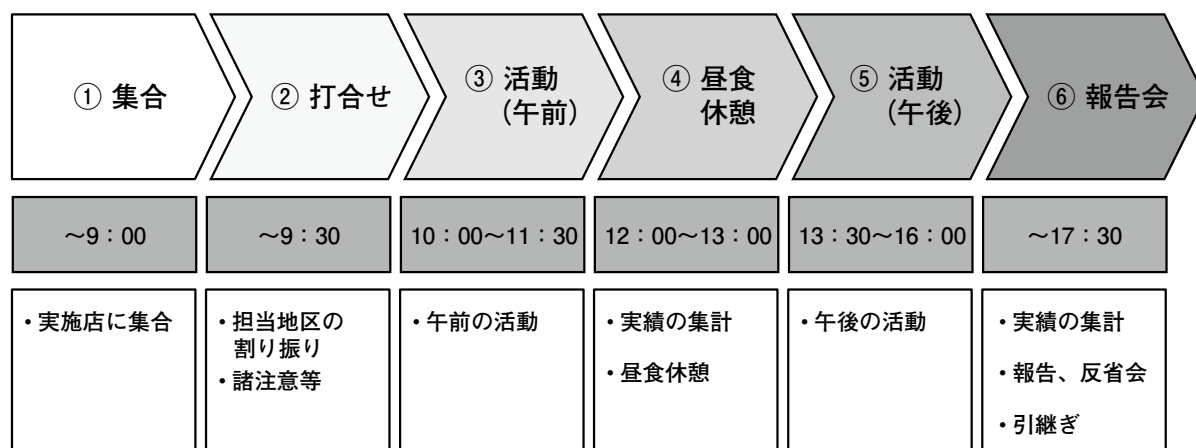 ① 集合
② 打合せ
③ 活動
(午前)
④ 昼食
休憩
⑤ 活動
(午後)
⑥ 報告会
～9：00
～9：30
10：00～11：30
12：00～13：00
13：30～16：00
～17：30
・実施店に集合
・担当地区の
割り振り
・諸注意等
・午前の活動
・実績の集計
・昼食休憩
・午後の活動
・実績の集計
・報告、反省会
・引継ぎ